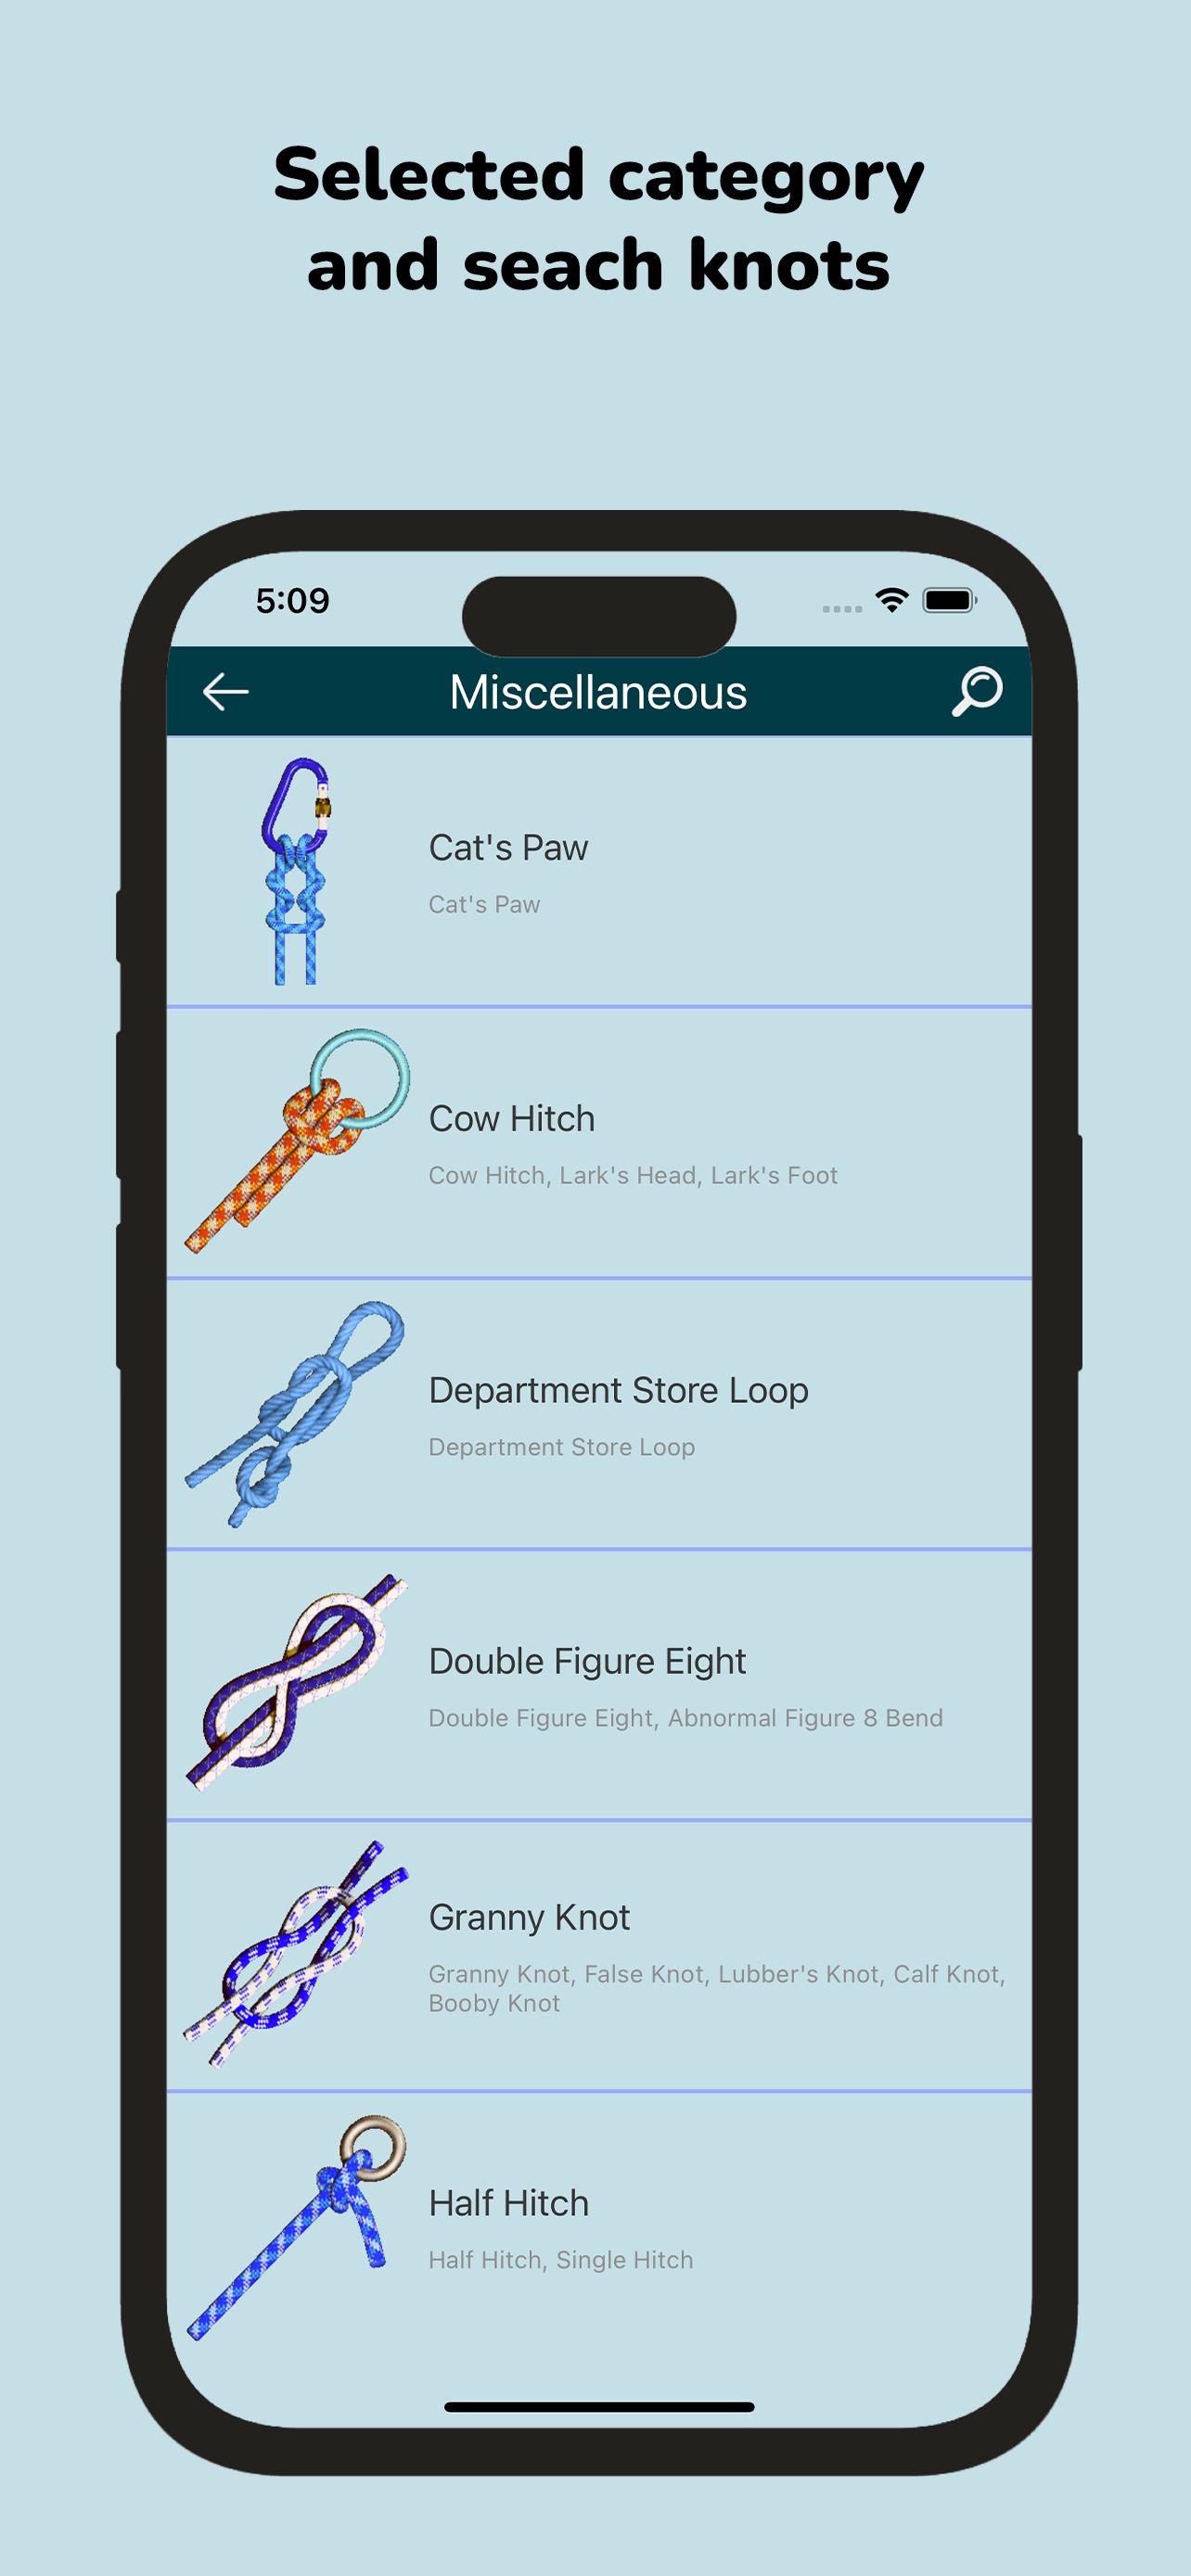 Selected category
and seach knots
5:09
Miscellaneous
Cat's Paw
Cat's Paw
Cow Hitch
Cow Hitch, Lark's Head, Lark's Foot
Department Store Loop
Department Store Loop
Double Figure Eight
Double Figure Eight, Abnormal Figure 8 Bend
Granny Knot
Granny Knot, False Knot, Lubber's Knot, Calf Knot,
Booby Knot
Half Hitch
Half Hitch, Single Hitch